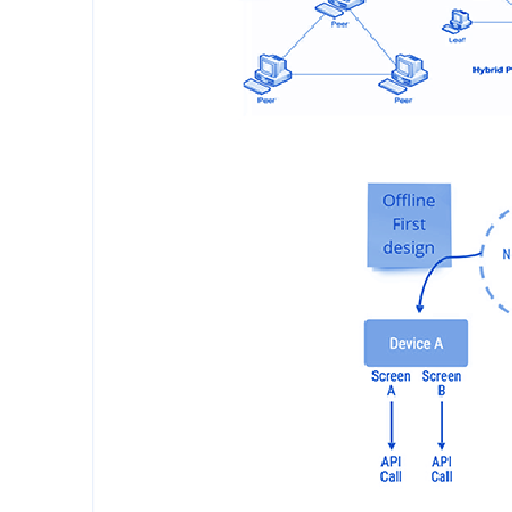 Peer
Leaf
Peer
Peer
Hybrid P
Offline
First
design
N
Device A
Screen
A
Screen
B
API
Call
API
Call